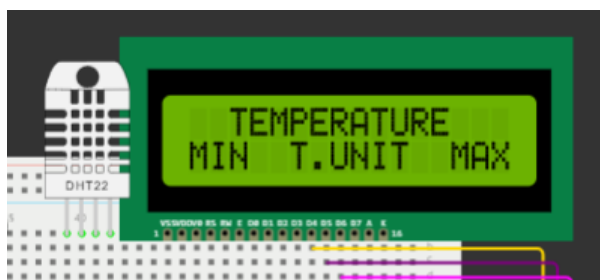 TEMPERATURE
MIN T.UNIT MAX
DHT22
VSS VDD V0 RS RW E D0 D1 D2 D3 D4 D5 D6 D7 A K
1 16
40